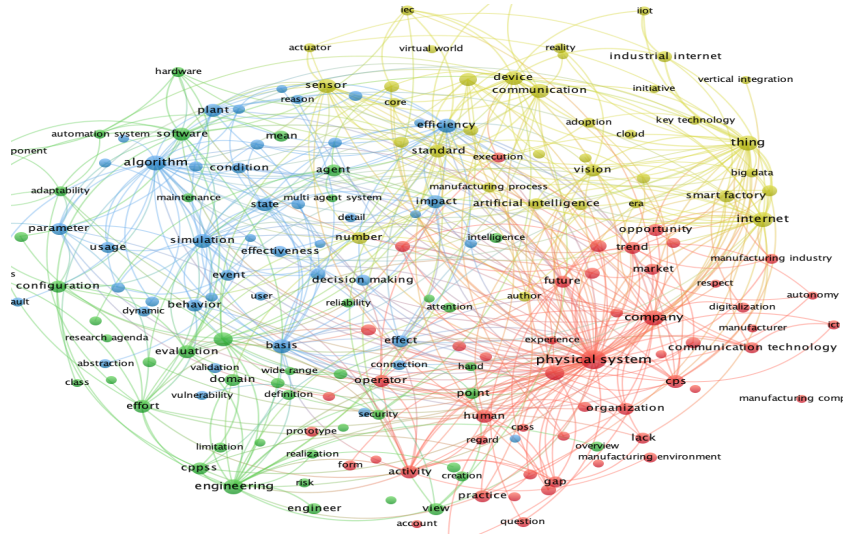 iec
iiot
actuator
virtual world
reality
industrial internet
hardware
sensor
device
communication
initiative
vertical integration
reason
core
plant
efficiency
adoption
cloud
key technology
automation system
software
mean
standard
thing
ponent
algorithm
condition
agent
execution
vision
big data
adaptability
maintenance
multi agent system
manufacturing process
smart factory
state
impact
artificial intelligence
era
parameter
detail
internet
usage
simulation
number
intelligence
opportunity
effectiveness
trend
s
configuration
event
decision making
future
market
manufacturing industry
ault
behavior
user
reliability
attention
author
respect
autonomy
dynamic
company
digitalization
research agenda
ict
manufacturer
evaluation
basis
effect
experience
communication technology
abstraction
validation
wide range
connection
hand
physical system
class
domain
operator
cps
vulnerability
definition
point
manufacturing comp
effort
security
human
organization
prototype
cpss
limitation
realization
regard
overview
lack
cppss
form
activity
creation
manufacturing environment
engineering
risk
gap
practice
engineer
view
account
question